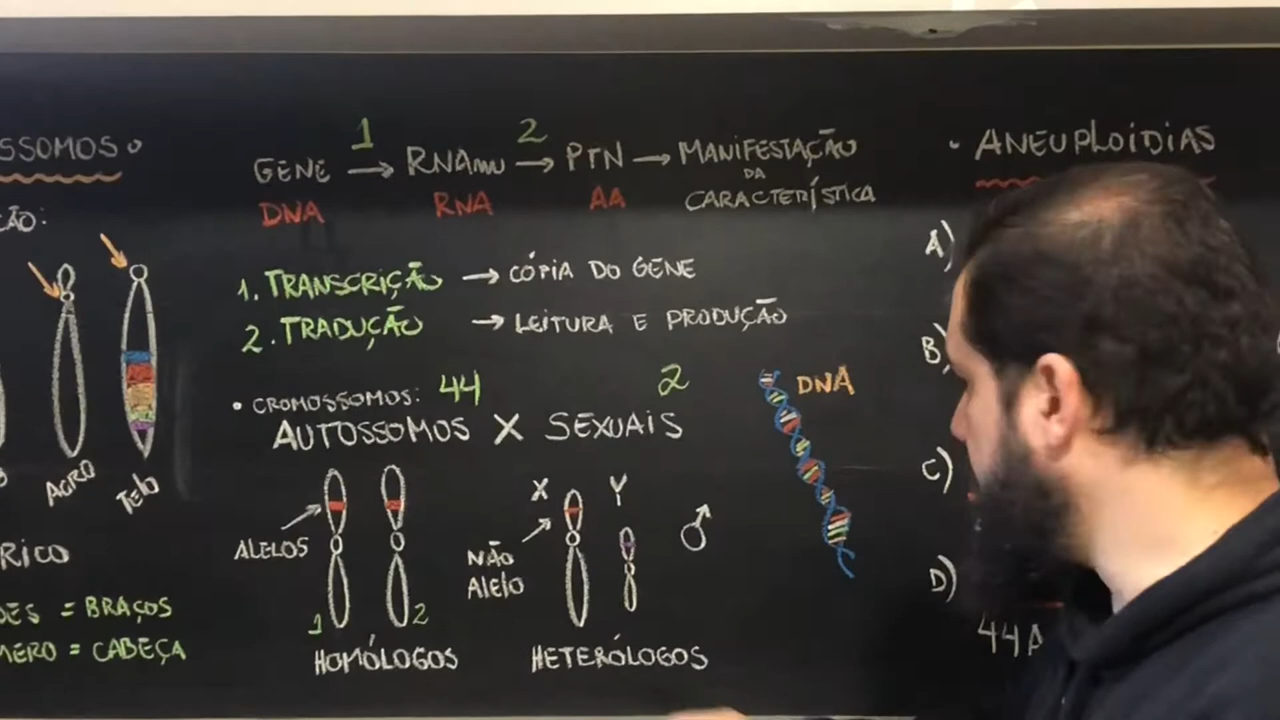 SSOMOS
ÇÃO:
ACRO
TELO
RICO
DES = BRAÇOS
MERO = CABEÇA
1 2
GENE → RNAm → PTN → MANIFESTAÇÃO
DA
DNA RNA AA CARACTERÍSTICA
1. TRANSCRIÇÃO → CÓPIA DO GENE
2. TRADUÇÃO → LEITURA E PRODUÇÃO
• CROMOSSOMOS: 44 2
AUTOSSOMOS X SEXUAIS
ALELOS
1 2
HOMÓLOGOS
X Y ♂
NÃO
ALELO
HETERÓLOGOS
DNA
• ANEUPLOIDIAS
A)
B)
C)
D)
44A